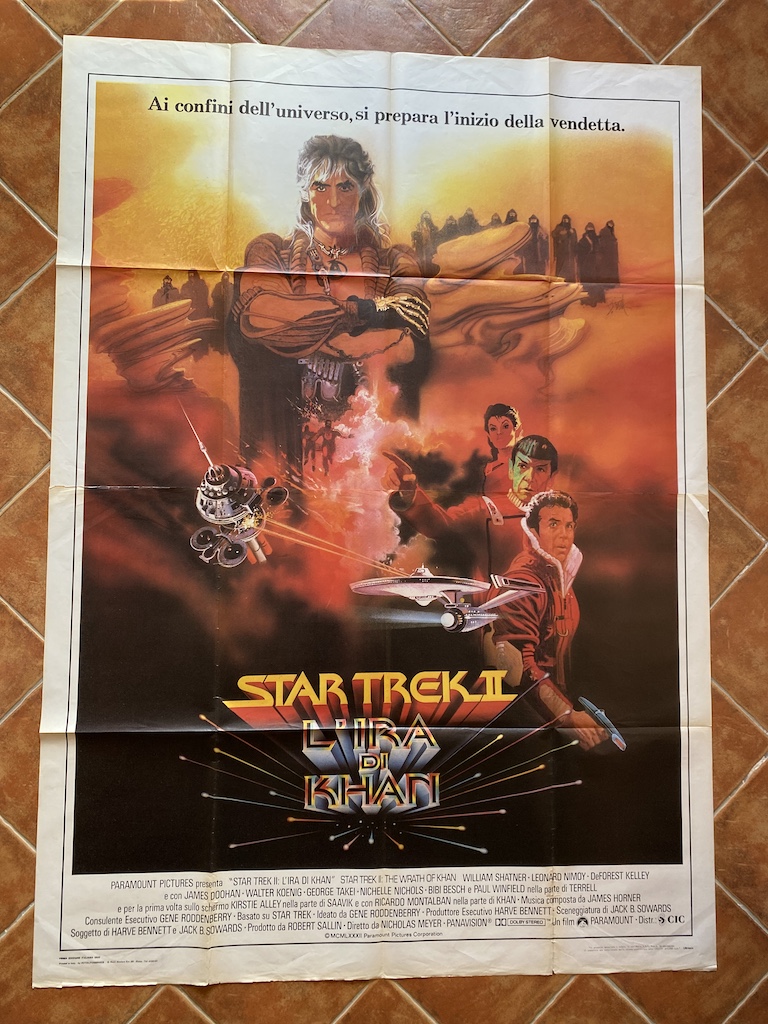 Ai confini dell'universo, si prepara l'inizio della vendetta.
STAR TREK II
L'IRA
DI
KHAN
PARAMOUNT PICTURES presenta "STAR TREK II: L'IRA DI KHAN" STAR TREK II: THE WRATH OF KHAN WILLIAM SHATNER · LEONARD NIMOY · DeFOREST KELLEY
e con JAMES DOOHAN · WALTER KOENIG · GEORGE TAKEI · NICHELLE NICHOLS · BIBI BESCH e PAUL WINFIELD nella parte di TERRELL
e per la prima volta sullo schermo KIRSTIE ALLEY nella parte di SAAVIK e con RICARDO MONTALBAN nella parte di KHAN · Musica composta da JAMES HORNER
Consulente Esecutivo GENE RODDENBERRY · Basato su STAR TREK · Ideato da GENE RODDENBERRY · Produttore Esecutivo HARVE BENNETT · Sceneggiatura di JACK B. SOWARDS
Soggetto di HARVE BENNETT e JACK B. SOWARDS · Prodotto da ROBERT SALLIN · Diretto da NICHOLAS MEYER · PANAVISION® DOLBY STEREO Un film PARAMOUNT · Distr.: CIC
©MCMLXXXII Paramount Pictures Corporation